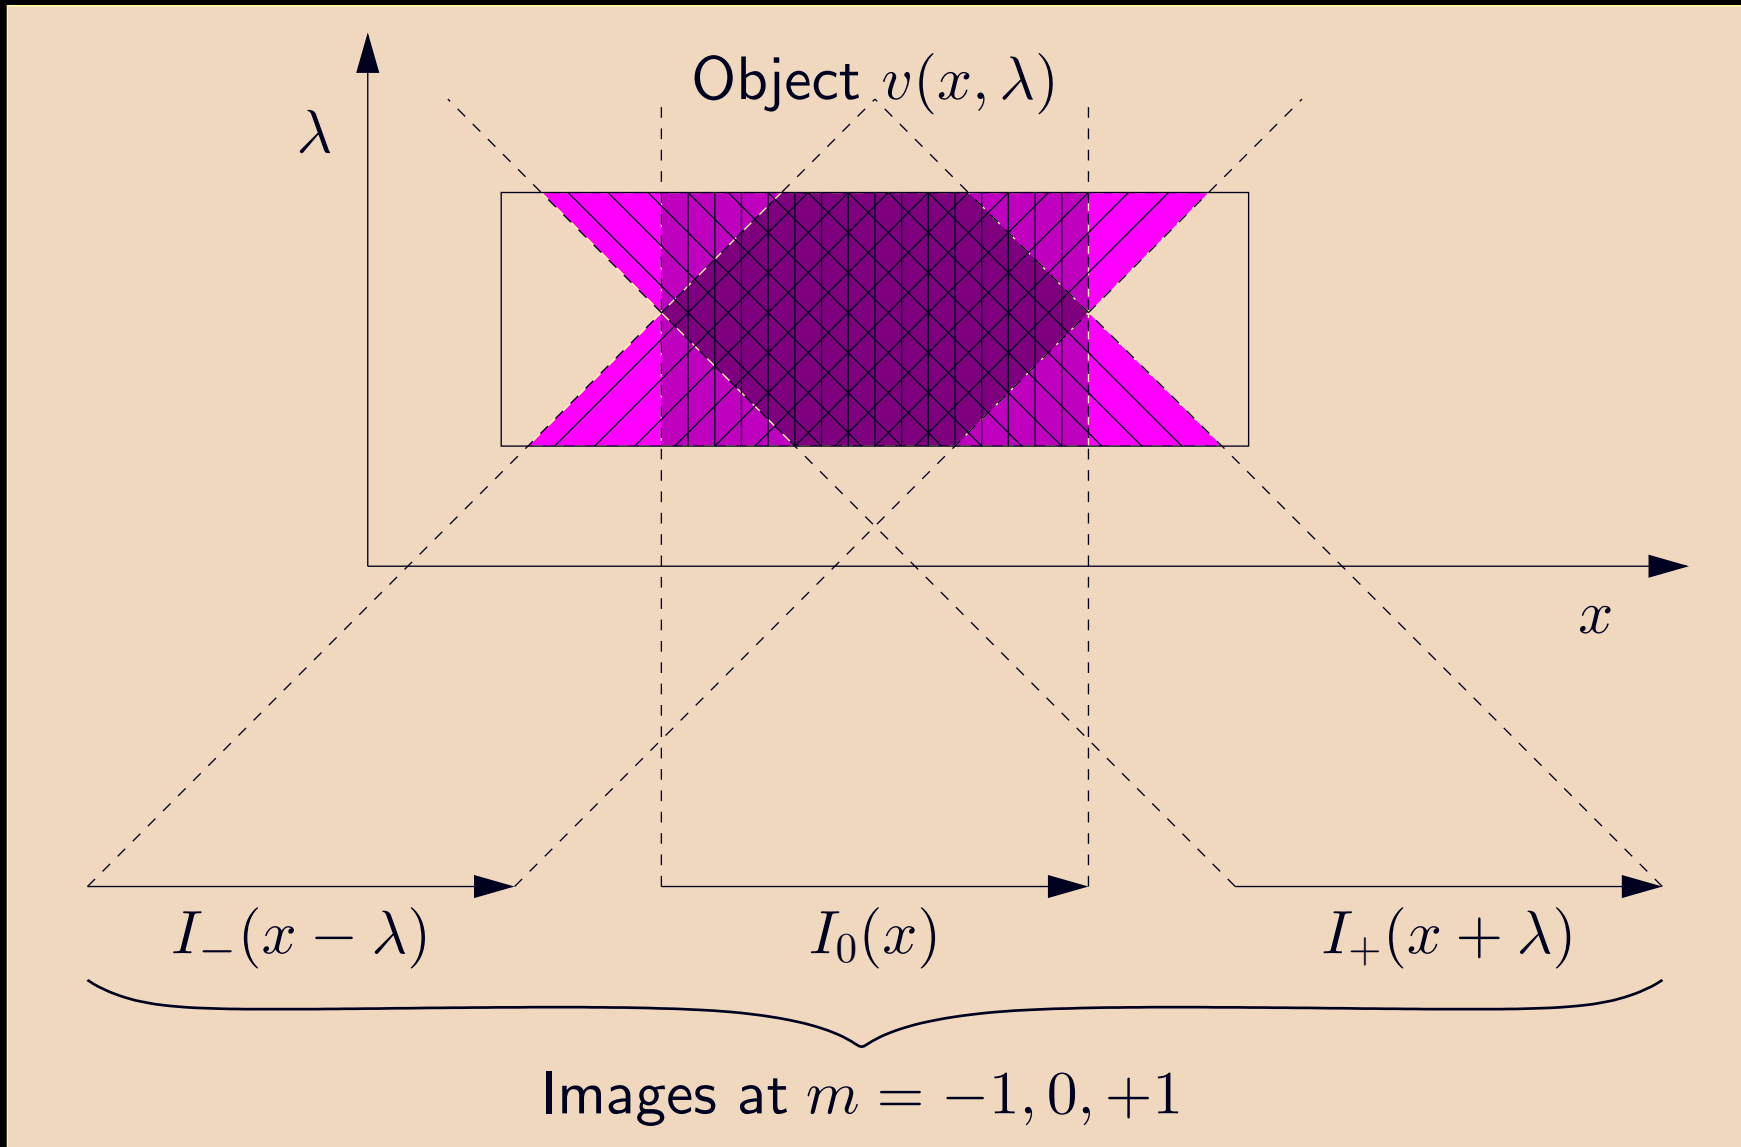 Object v(x, λ)
λ
x
I₋(x − λ)
I₀(x)
I₊(x + λ)
Images at m = −1, 0, +1